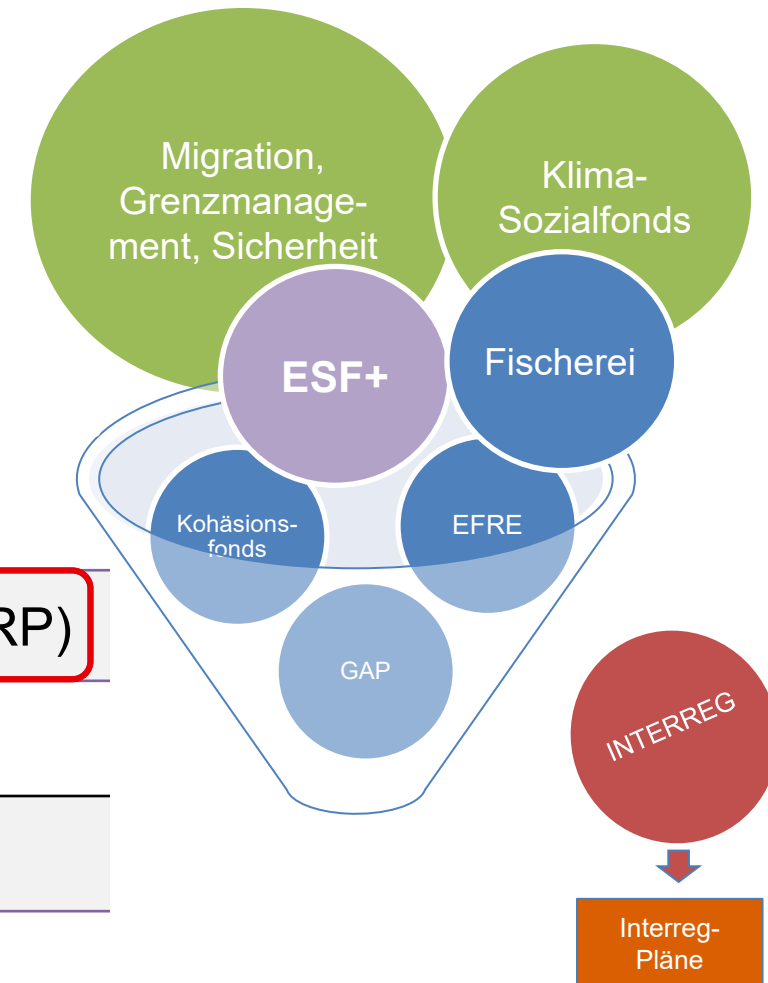 Migration,
Grenzmanage-
ment, Sicherheit
Klima-
Sozialfonds
ESF+
Fischerei
Kohäsions-
fonds
EFRE
RP)
GAP
INTERREG
Interreg-
Pläne